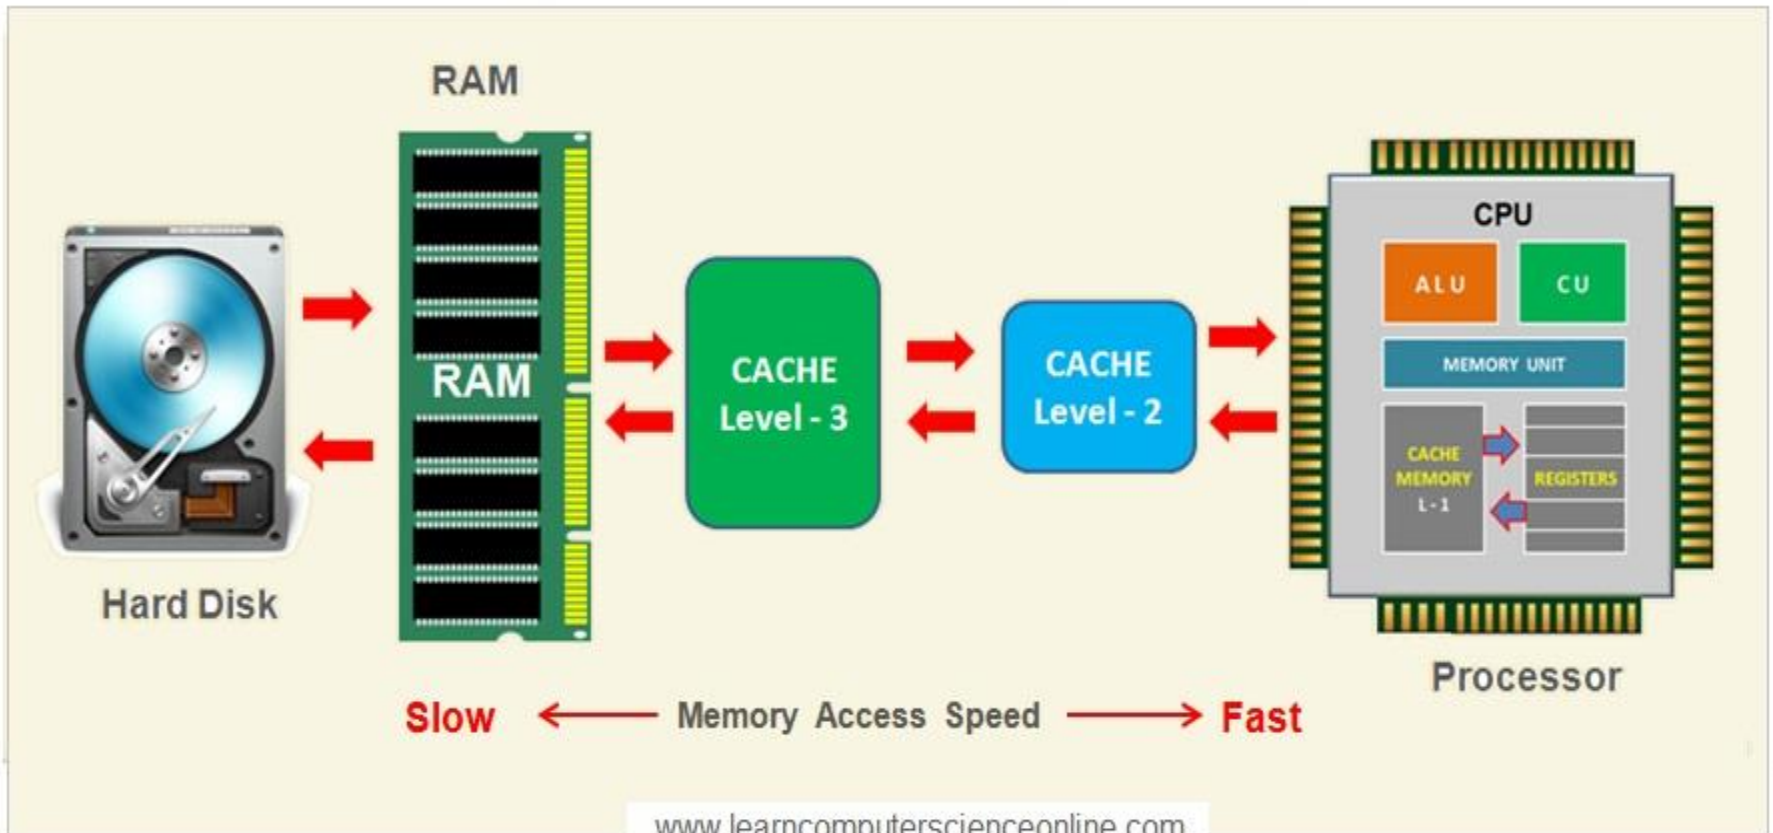 RAM
RAM
Hard Disk
CACHE
Level - 3
CACHE
Level - 2
CPU
ALU
CU
MEMORY UNIT
CACHE
MEMORY
L - 1
REGISTERS
Processor
Slow
Memory Access Speed
Fast
www.learncomputerscienceonline.com